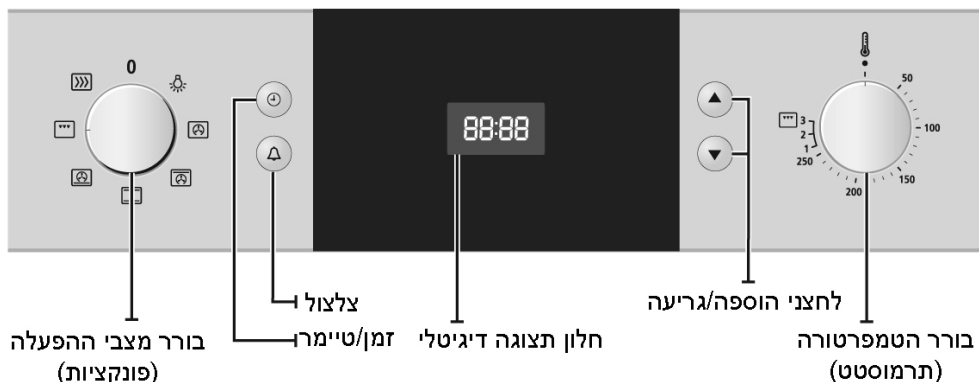 0
88:88
50
100
150
200
250
1
2
3
צלצול
זמן/טיימר
חלון תצוגה דיגיטלי
לחצני הוספה/גריעה
בורר הטמפרטורה
(תרמוסטט)
בורר מצבי ההפעלה
(פונקציות)